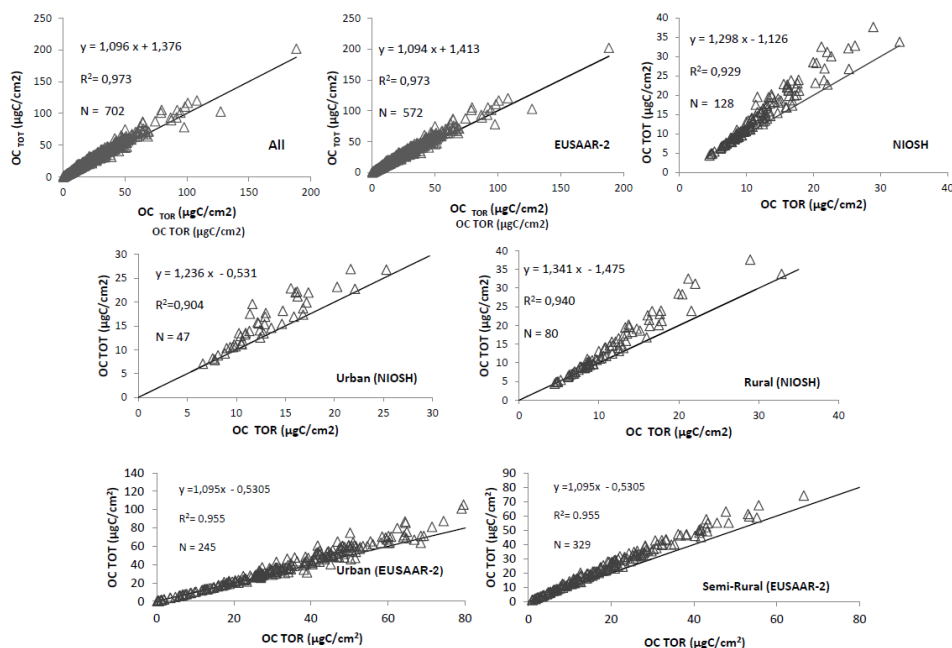 250
200
150
100
50
0
OC TOT (µgC/cm2)
y = 1,096 x + 1,376
R²= 0,973
N = 702
All
0 50 100 150 200
OC TOR (µgC/cm2)
OC TOR (µgC/cm2)
250
200
150
100
50
0
OC TOT (µgC/cm2)
y = 1,094 x + 1,413
R²= 0,973
N = 572
EUSAAR-2
0 50 100 150 200
OC TOR (µgC/cm2)
OC TOR (µgC/cm2)
40
35
30
25
20
15
10
5
0
OC TOT (µgC/cm2)
y = 1,298 x - 1,126
R²= 0,929
N = 128
NIOSH
0 10 20 30 40
OC TOR (µgC/cm2)
30
25
20
15
10
5
0
OC TOT (µgC/cm2)
y = 1,236 x - 0,531
R²=0,904
N = 47
Urban (NIOSH)
0 5 10 15 20 25 30
OC TOR (µgC/cm2)
40
35
30
25
20
15
10
5
0
OC TOT (µgC/cm2)
y = 1,341 x - 1,475
R²= 0,940
N = 80
Rural (NIOSH)
0 10 20 30 40
OC TOR (µgC/cm2)
140
120
100
80
60
40
20
0
OC TOT (µgC/cm²)
y =1,095x - 0,5305
R² = 0.955
N = 245
Urban (EUSAAR-2)
0 20 40 60 80
OC TOR (µgC/cm²)
90
80
70
60
50
40
30
20
10
0
OC TOT (µgC/cm²)
y =1,095x - 0,5305
R² = 0.955
N = 329
Semi-Rural (EUSAAR-2)
0 20 40 60 80
OC TOR (µgC/cm²)